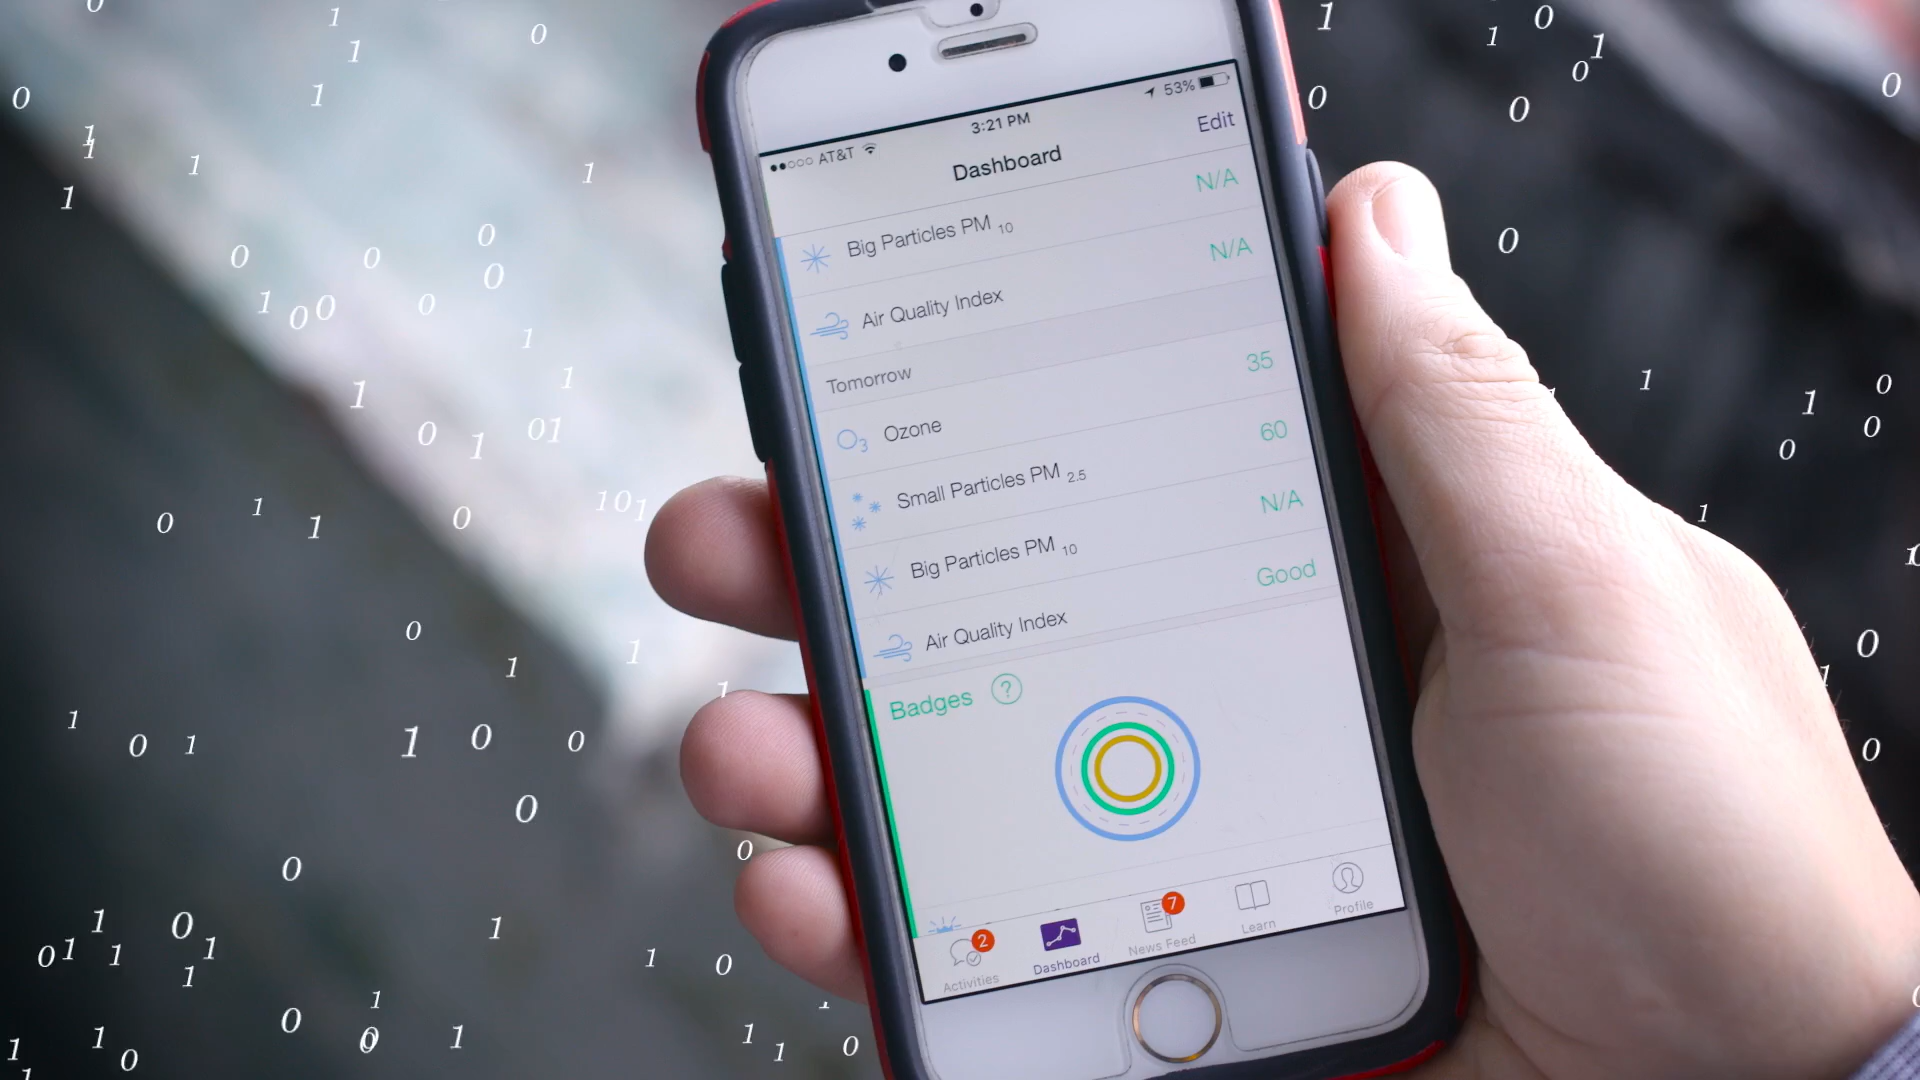 ●●○○○ AT&T 3:21 PM 53%
Dashboard Edit
Big Particles PM 10 N/A
Air Quality Index N/A
Tomorrow
Ozone 35
O3
Small Particles PM 2.5 60
Big Particles PM 10 N/A
Air Quality Index Good
Badges ?
2 7
Activities Dashboard News Feed Learn Profile